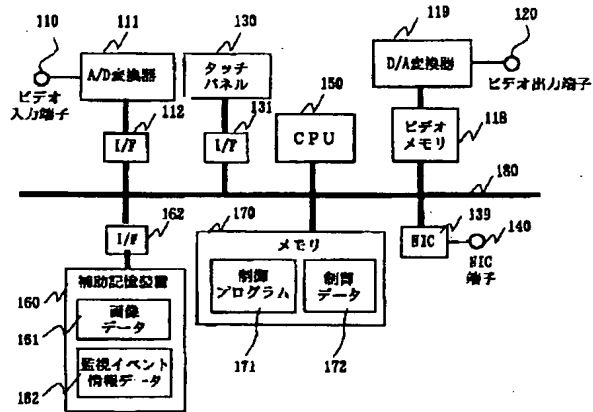 110
111
130
119
120
A/D変換器
タッチ
パネル
D/A変換器
ビデオ
入力端子
ビデオ出力端子
112
131
150
118
I/F
I/F
CPU
ビデオ
メモリ
180
162
170
139
140
I/F
メモリ
NIC
NIC
端子
160
補助記憶装置
制御
プログラム
制御
データ
画像
データ
161
171
172
監視イベント
情報データ
162